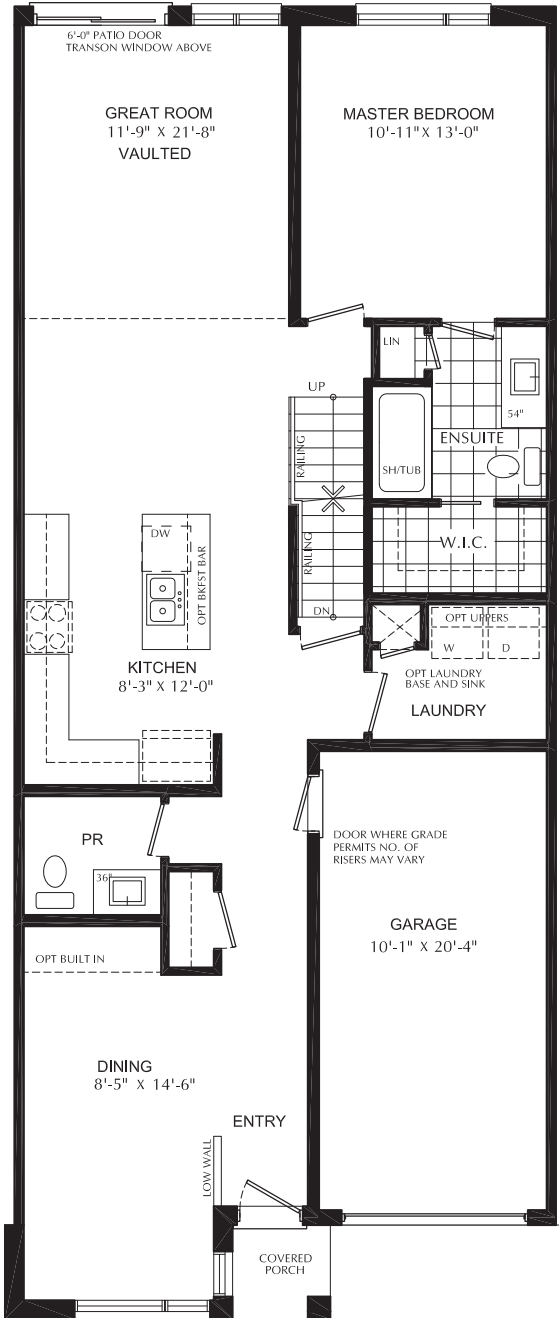 6'-0" PATIO DOOR
TRANSON WINDOW ABOVE
GREAT ROOM
11'-9" X 21'-8"
VAULTED
MASTER BEDROOM
10'-11" X 13'-0"
LIN
UP
54"
ENSUITE
RAILING
SH/TUB
DW
OPT BKFST BAR
W.I.C.
RAILING
DN
OPT UPPERS
W
D
KITCHEN
8'-3" X 12'-0"
OPT LAUNDRY
BASE AND SINK
LAUNDRY
PR
DOOR WHERE GRADE
PERMITS NO. OF
RISERS MAY VARY
36"
GARAGE
10'-1" X 20'-4"
OPT BUILT IN
DINING
8'-5" X 14'-6"
ENTRY
LOW WALL
COVERED
PORCH